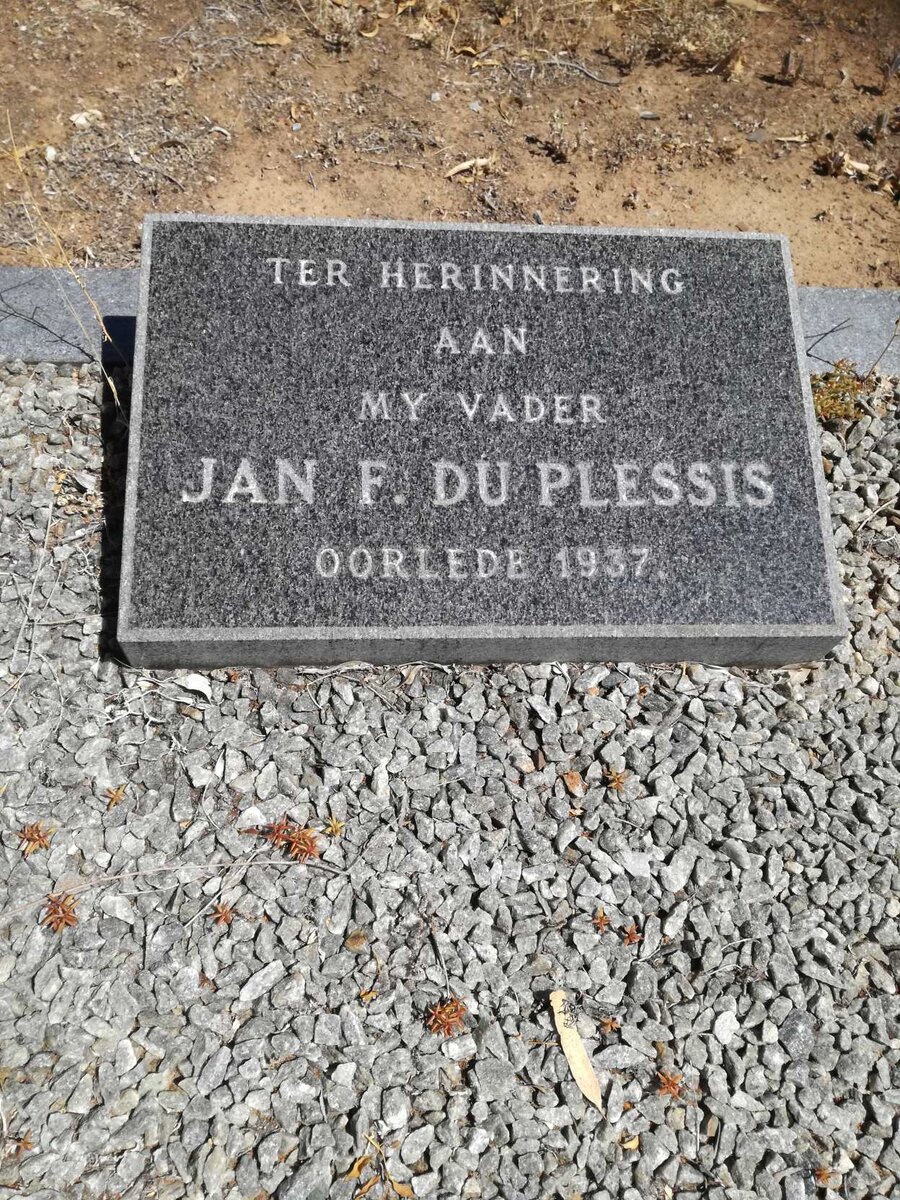 TER HERINNERING
AAN
MY VADER
JAN F. DU PLESSIS
OORLEDE 1937.